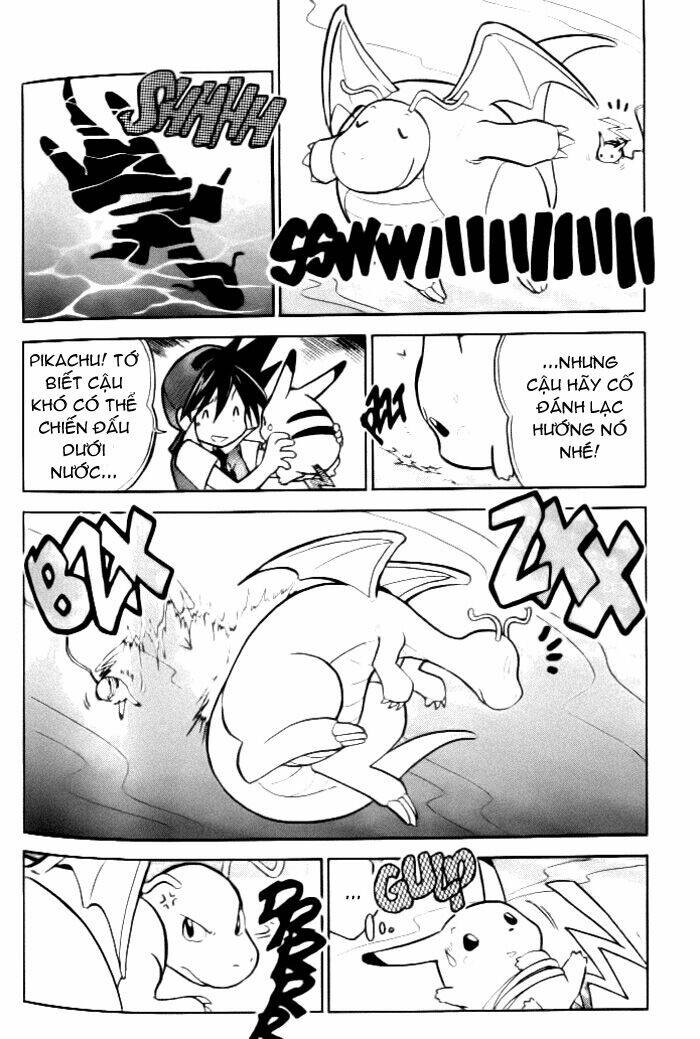 SHHHH
SSWWIIIIIIIIIIII
PIKACHU! TỚ
BIẾT CẬU
KHÓ CÓ THỂ
CHIẾN ĐẤU
DƯỚI
NƯỚC...
...NHƯNG
CẬU HÃY CỐ
ĐÁNH LẠC
HƯỚNG NÓ
NHÉ!
BZX
ZXX
...
GULP